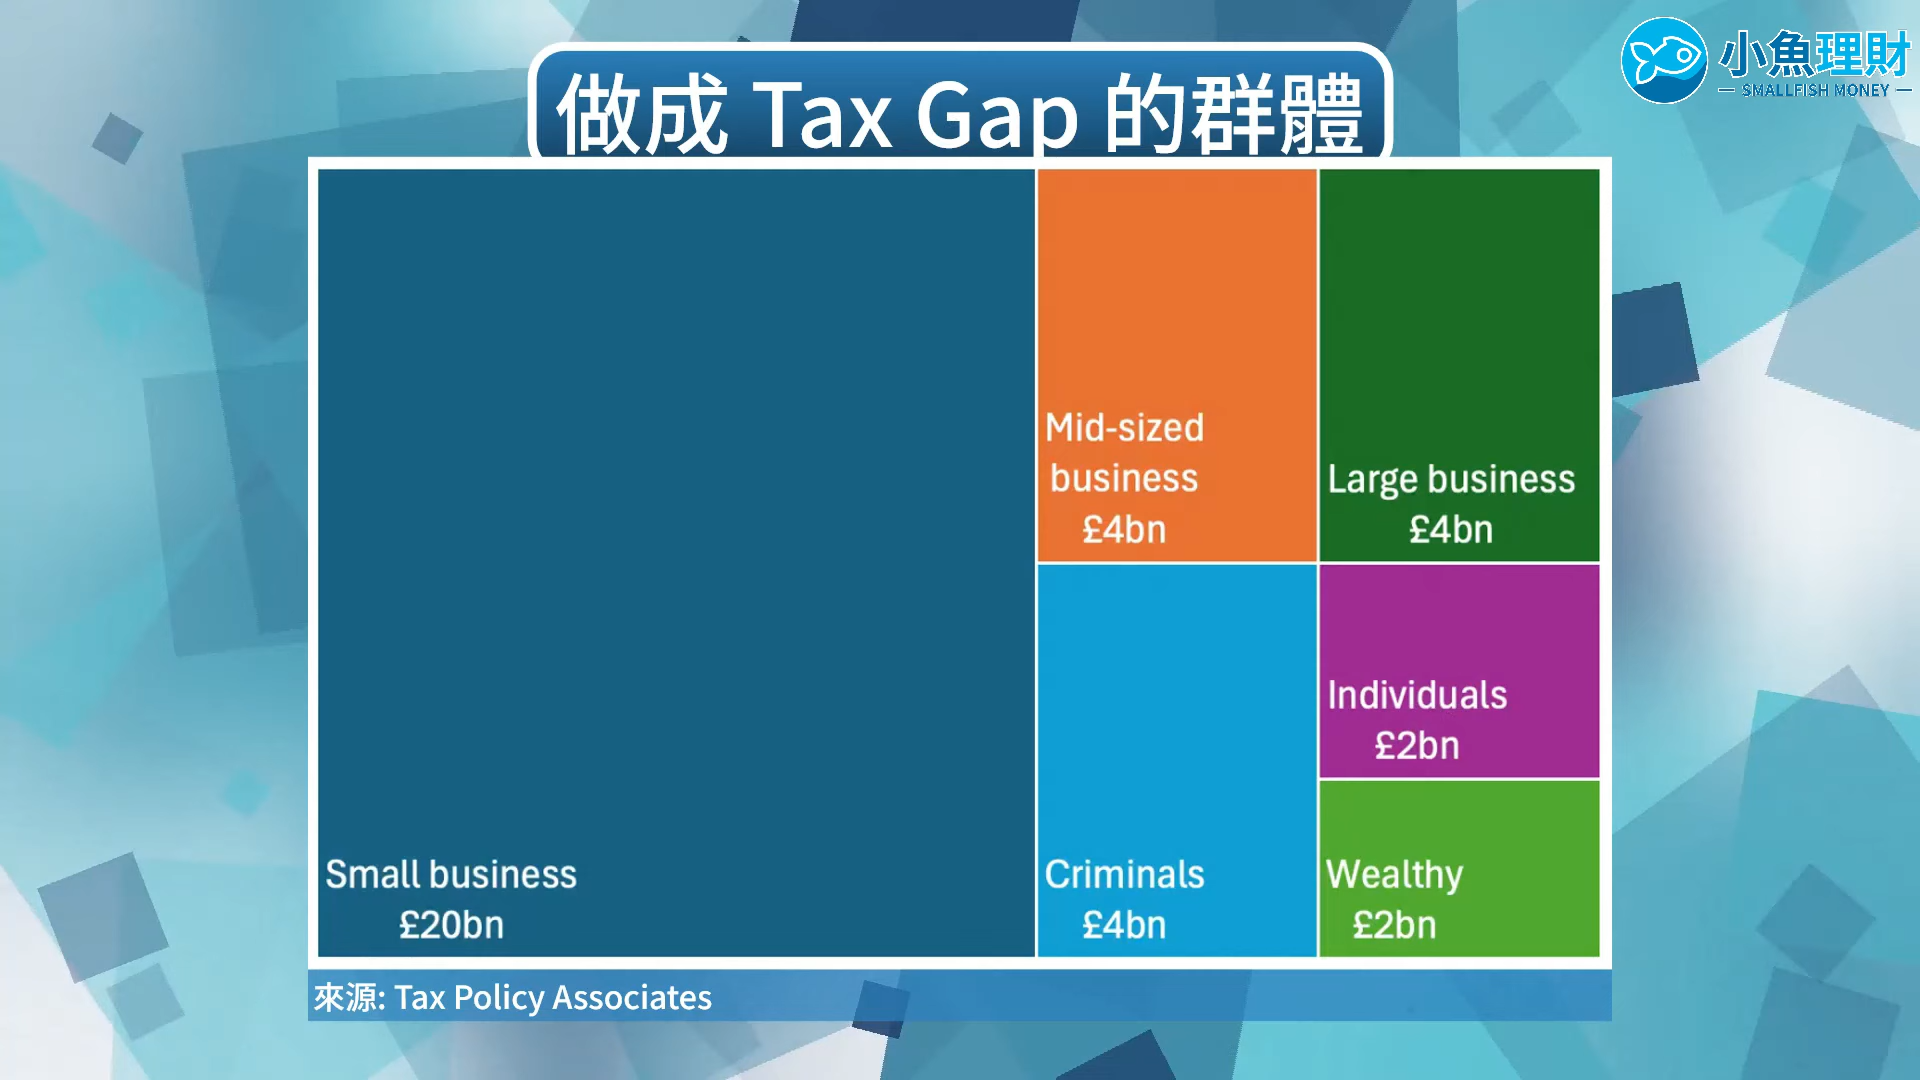 做成 Tax Gap 的群體
小魚理財
SMALLFISH MONEY
Mid-sized
business
£4bn
Large business
£4bn
Individuals
£2bn
Small business
£20bn
Criminals
£4bn
Wealthy
£2bn
來源: Tax Policy Associates